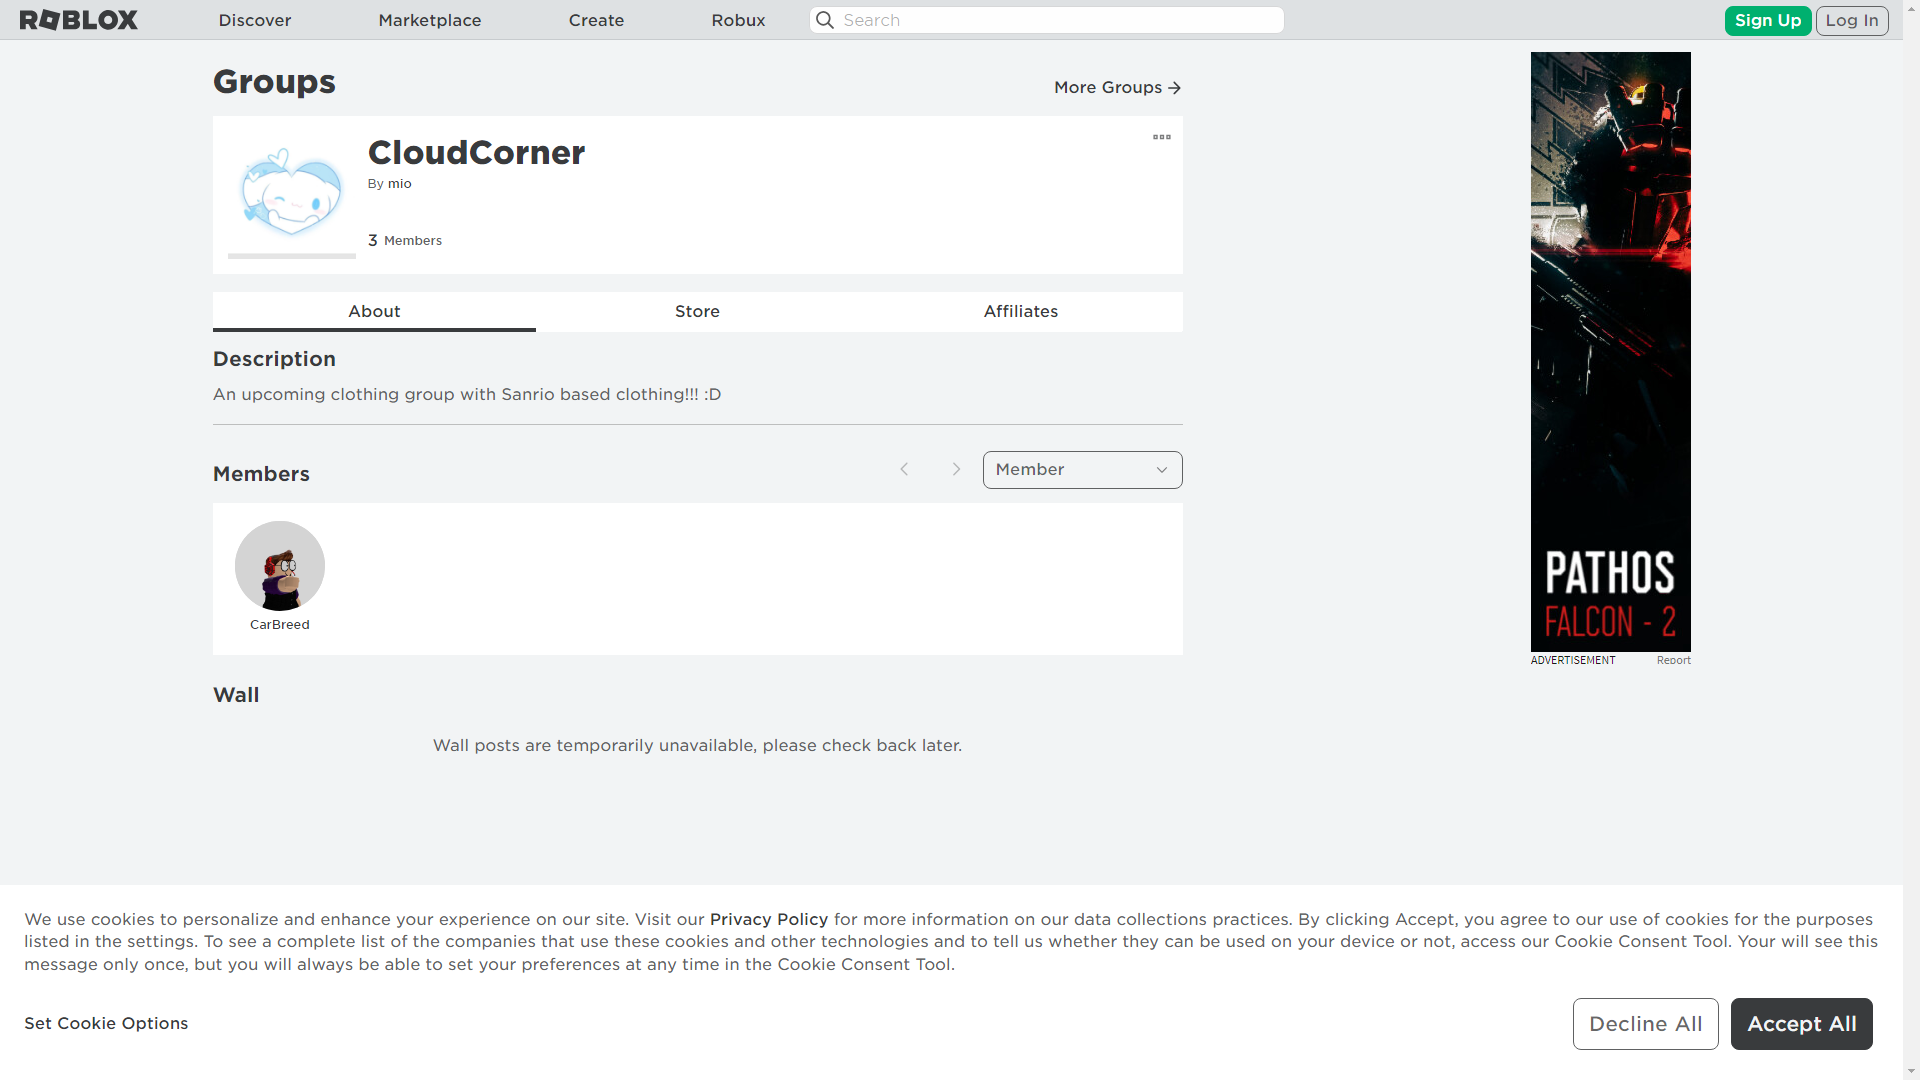 ROBLOX
Discover
Marketplace
Create
Robux
Search
Sign Up
Log In
Groups
More Groups
CloudCorner
By mio
3 Members
About
Store
Affiliates
Description
An upcoming clothing group with Sanrio based clothing!!! :D
Members
Member
CarBreed
Wall
Wall posts are temporarily unavailable, please check back later.
PATHOS
FALCON - 2
ADVERTISEMENT
Report
We use cookies to personalize and enhance your experience on our site. Visit our Privacy Policy for more information on our data collections practices. By clicking Accept, you agree to our use of cookies for the purposes
listed in the settings. To see a complete list of the companies that use these cookies and other technologies and to tell us whether they can be used on your device or not, access our Cookie Consent Tool. Your will see this
message only once, but you will always be able to set your preferences at any time in the Cookie Consent Tool.
Set Cookie Options
Decline All
Accept All